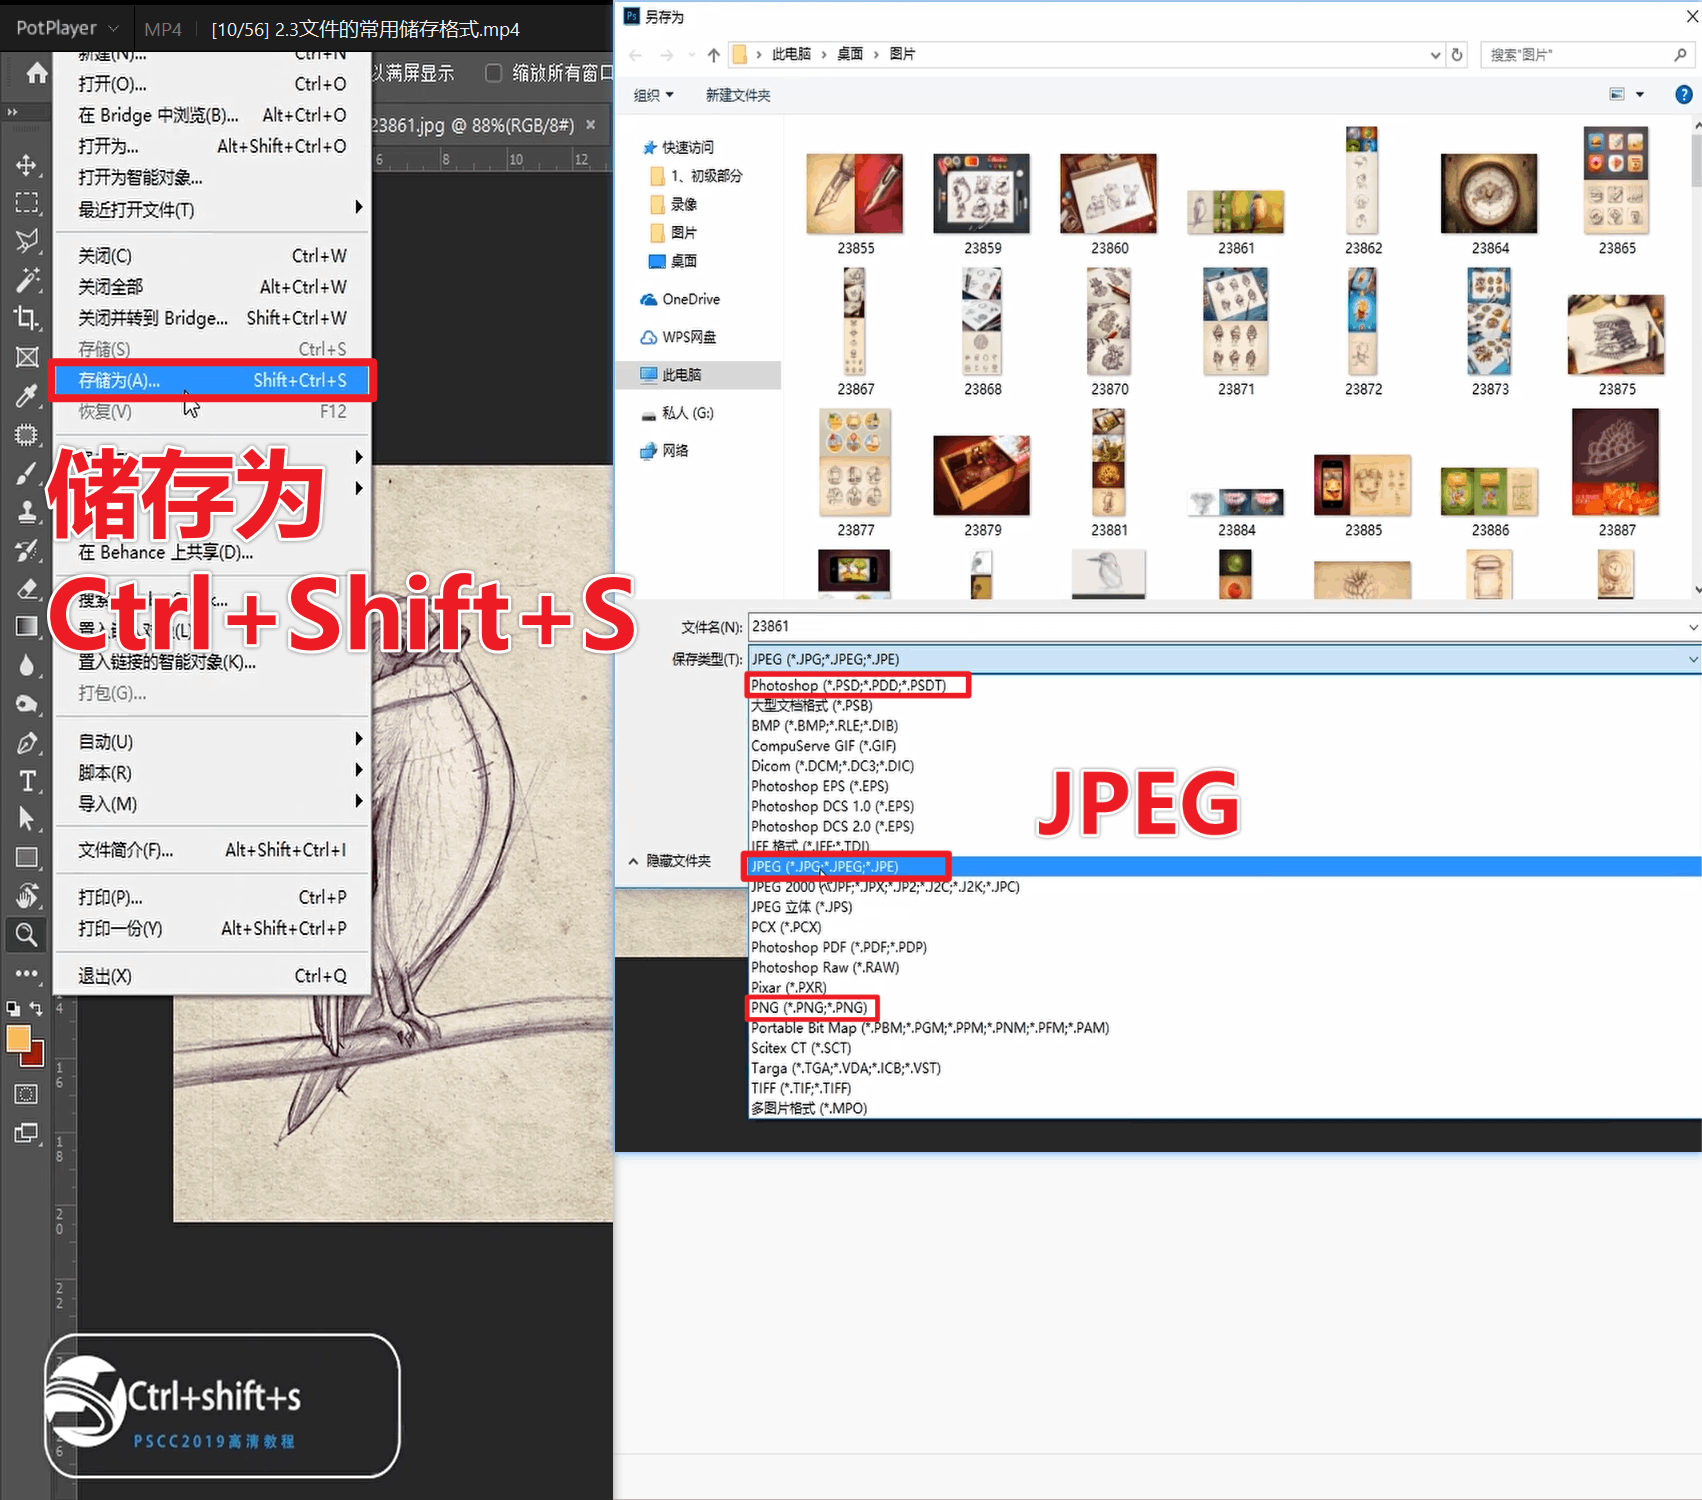 PotPlayer MP4 [10/56] 2.3文件的常用储存格式.mp4
以满屏显示 缩放所有窗口
23861.jpg @ 88%(RGB/8#) ×
6 8 10 12
新建(N)... Ctrl+N
打开(O)... Ctrl+O
在 Bridge 中浏览(B)... Alt+Ctrl+O
打开为... Alt+Shift+Ctrl+O
打开为智能对象...
最近打开文件(T)
关闭(C) Ctrl+W
关闭全部 Alt+Ctrl+W
关闭并转到 Bridge... Shift+Ctrl+W
存储(S) Ctrl+S
存储为(A)... Shift+Ctrl+S
恢复(V) F12
储存为
在 Behance 上共享(D)...
Ctrl+Shift+S
置入链接的智能对象(K)...
打包(G)...
自动(U)
脚本(R)
导入(M)
文件简介(F)... Alt+Shift+Ctrl+I
打印(P)... Ctrl+P
打印一份(Y) Alt+Shift+Ctrl+P
退出(X) Ctrl+Q
4
16
18
20
22
Ctrl+shift+s
PSCC2019高清教程
Ps 另存为
此电脑 › 桌面 › 图片
搜索"图片"
组织 新建文件夹
快速访问
1、初级部分
录像
图片
桌面
OneDrive
WPS网盘
此电脑
私人 (G:)
网络
23855 23859 23860 23861 23862 23864 23865
23867 23868 23870 23871 23872 23873 23875
23877 23879 23881 23884 23885 23886 23887
文件名(N): 23861
保存类型(T): JPEG (*.JPG;*.JPEG;*.JPE)
Photoshop (*.PSD;*.PDD;*.PSDT)
大型文档格式 (*.PSB)
BMP (*.BMP;*.RLE;*.DIB)
CompuServe GIF (*.GIF)
Dicom (*.DCM;*.DC3;*.DIC)
Photoshop EPS (*.EPS)
Photoshop DCS 1.0 (*.EPS)
Photoshop DCS 2.0 (*.EPS)
IFF 格式 (*.IFF;*.TDI)
JPEG (*.JPG;*.JPEG;*.JPE)
JPEG 2000 (*.JPF;*.JPX;*.JP2;*.J2C;*.J2K;*.JPC)
JPEG 立体 (*.JPS)
PCX (*.PCX)
Photoshop PDF (*.PDF;*.PDP)
Photoshop Raw (*.RAW)
Pixar (*.PXR)
PNG (*.PNG;*.PNG)
Portable Bit Map (*.PBM;*.PGM;*.PPM;*.PNM;*.PFM;*.PAM)
Scitex CT (*.SCT)
Targa (*.TGA;*.VDA;*.ICB;*.VST)
TIFF (*.TIF;*.TIFF)
多图片格式 (*.MPO)
JPEG
隐藏文件夹